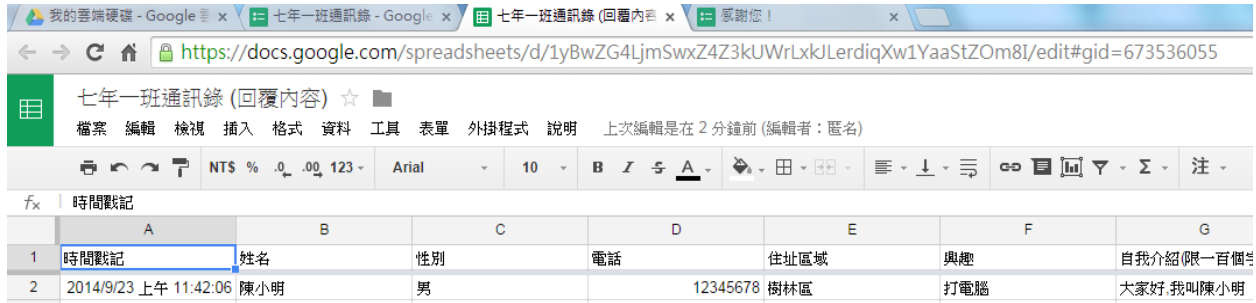 我的雲端硬碟 - Google 七年一班通訊錄 - Google 七年一班通訊錄 (回覆內容 感謝您！
https://docs.google.com/spreadsheets/d/1yBwZG4LjmSwxZ4Z3kUWrLxkJLerdiqXw1YaaStZOm8I/edit#gid=673536055
七年一班通訊錄 (回覆內容)
檔案 編輯 檢視 插入 格式 資料 工具 表單 外掛程式 說明 上次編輯是在 2 分鐘前 (編輯者：匿名)
NT$ % .0 .00 123 Arial 10 B I S A Σ 注
fx 時間戳記
A B C D E F G
1 時間戳記 姓名 性別 電話 住址區域 興趣 自我介紹(限一百個字
2 2014/9/23 上午 11:42:06 陳小明 男 12345678 樹林區 打電腦 大家好,我叫陳小明